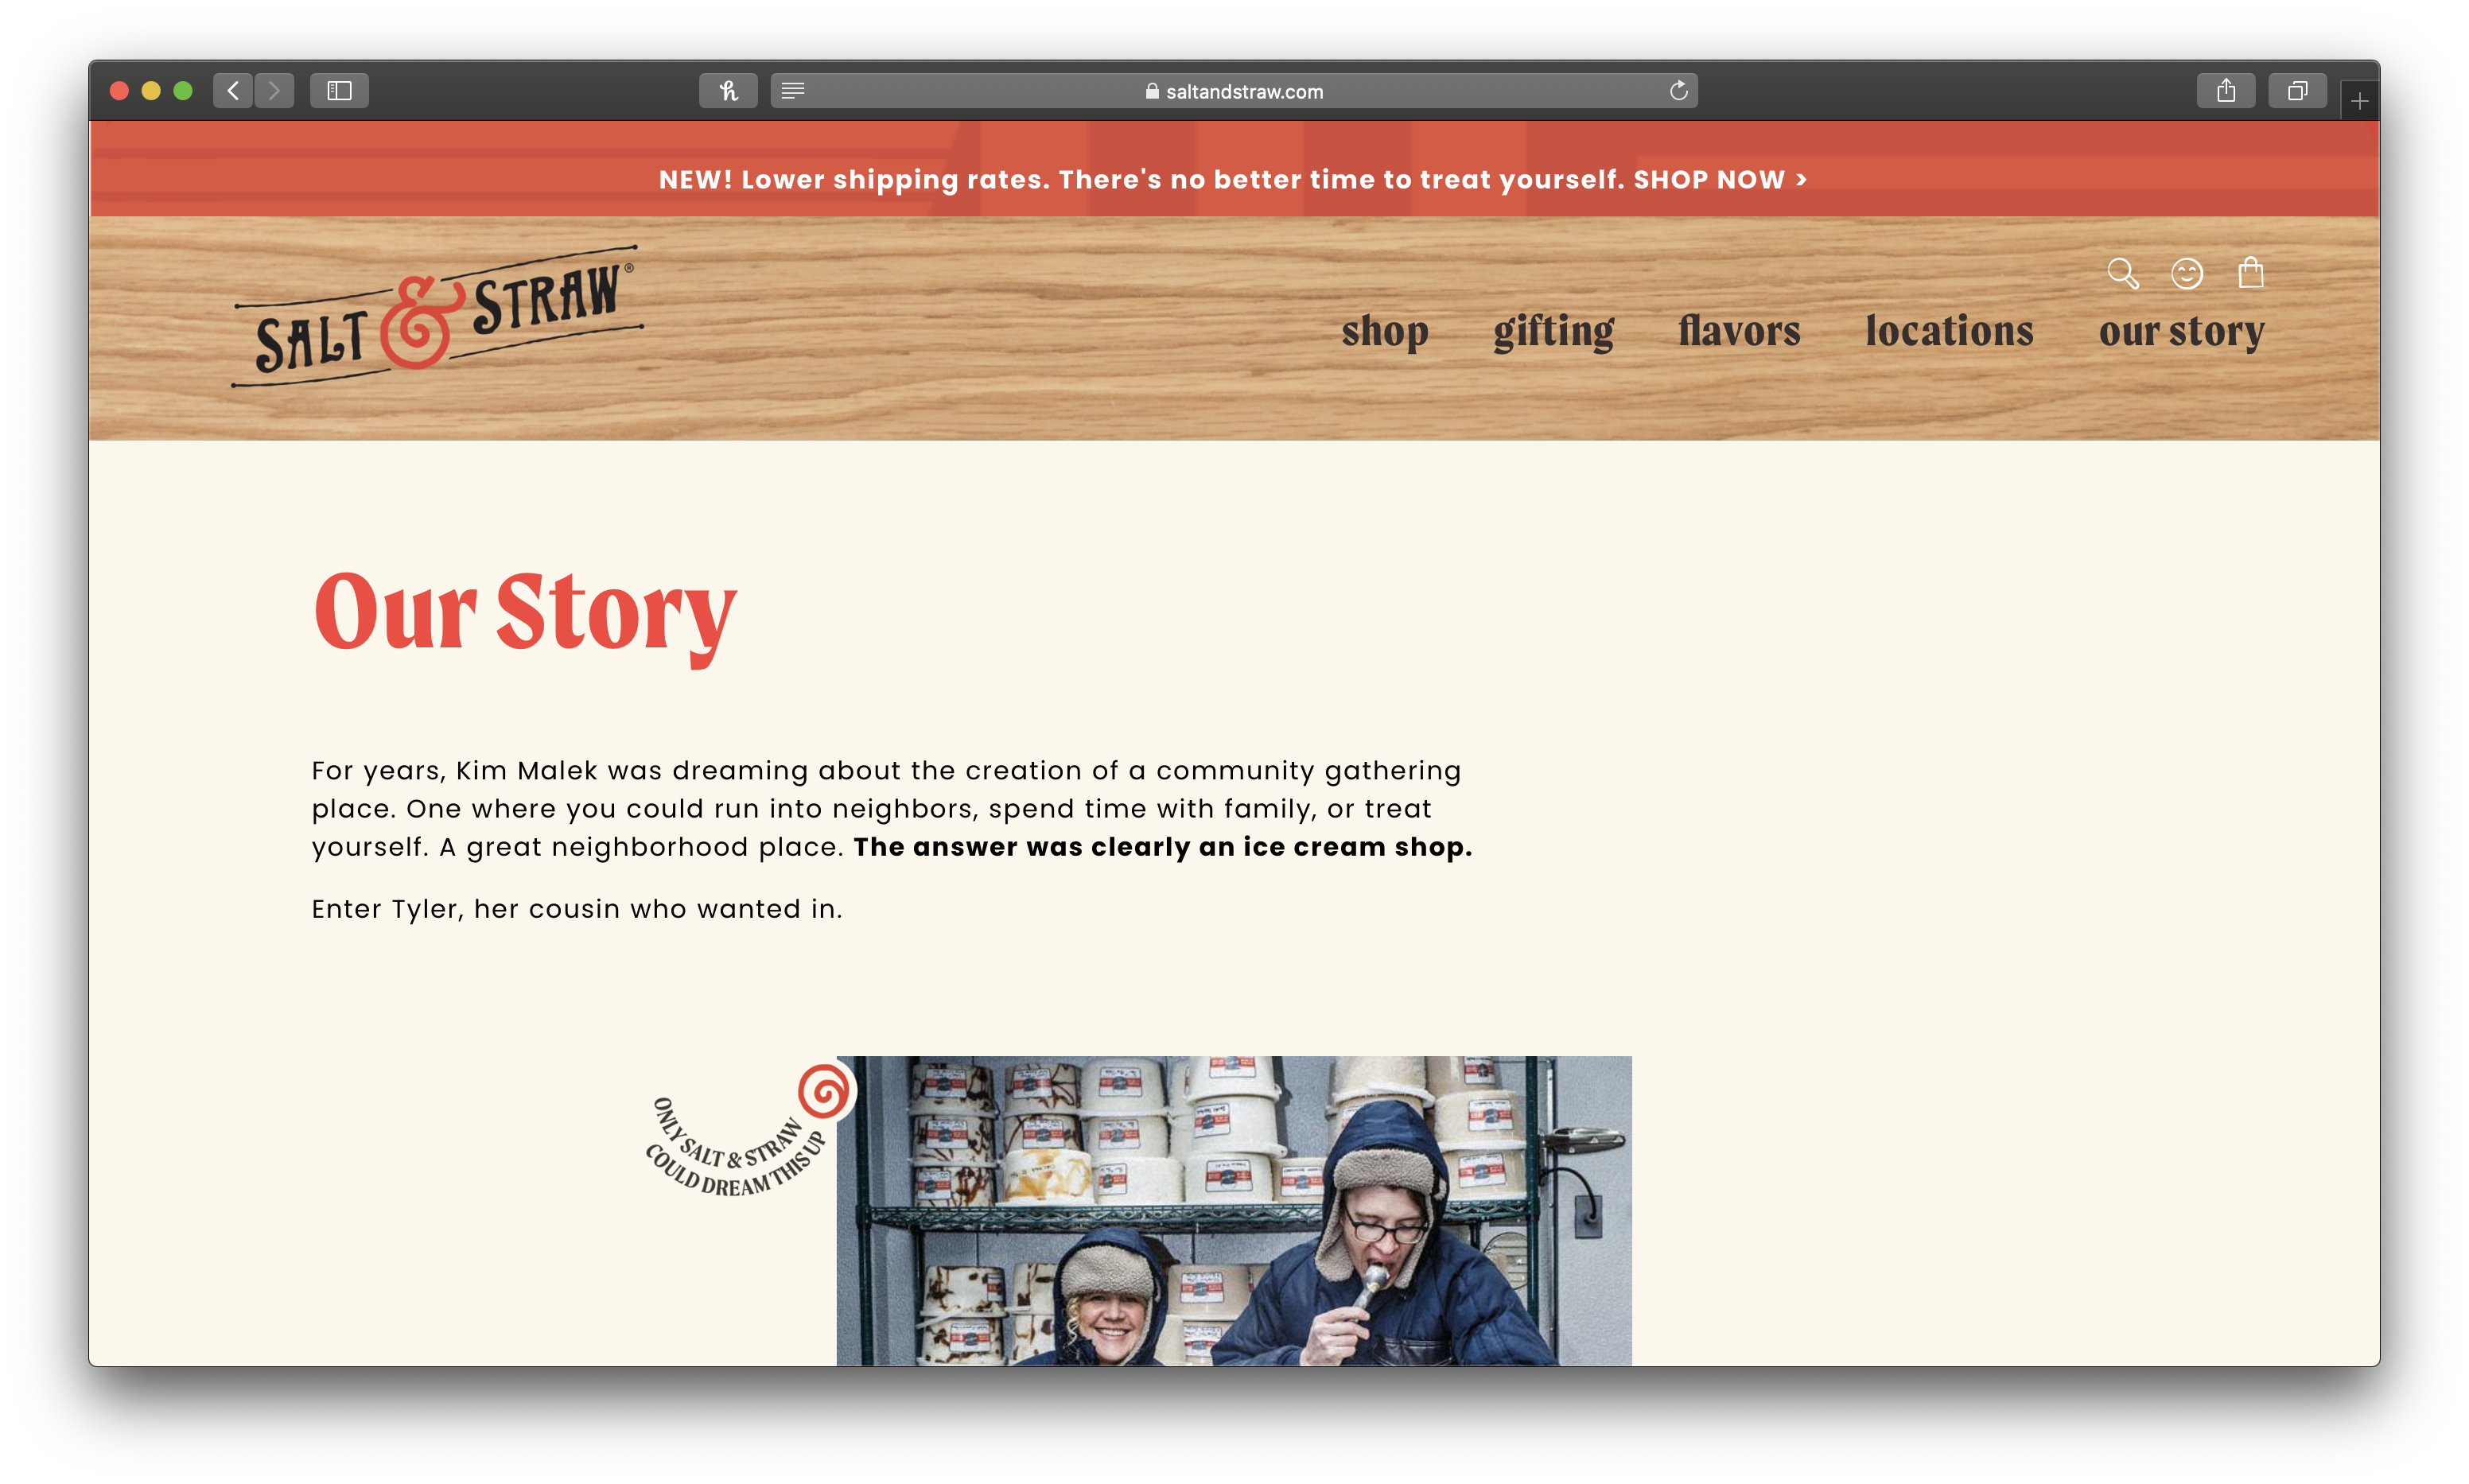 saltandstraw.com
NEW! Lower shipping rates. There's no better time to treat yourself. SHOP NOW >
SALT & STRAW®
shop gifting flavors locations our story
Our Story
For years, Kim Malek was dreaming about the creation of a community gathering
place. One where you could run into neighbors, spend time with family, or treat
yourself. A great neighborhood place. The answer was clearly an ice cream shop.
Enter Tyler, her cousin who wanted in.
ONLY SALT & STRAW
COULD DREAM THIS UP